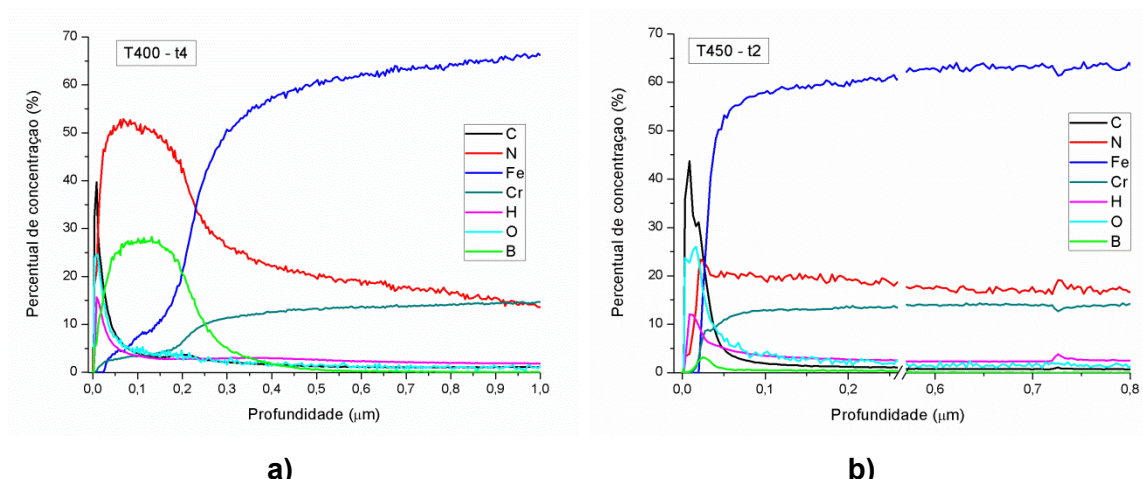 T400 - t4
Percentual de concentraçao (%)
70
60
50
40
30
20
10
0
C
N
Fe
Cr
H
O
B
0,0 0,1 0,2 0,3 0,4 0,5 0,6 0,7 0,8 0,9 1,0
Profundidade (μm)
a)
T450 - t2
Percentual de concentração (%)
70
60
50
40
30
20
10
0
C
N
Fe
Cr
H
O
B
0,0 0,1 0,2 0,6 0,7 0,8
Profundidade (μm)
b)